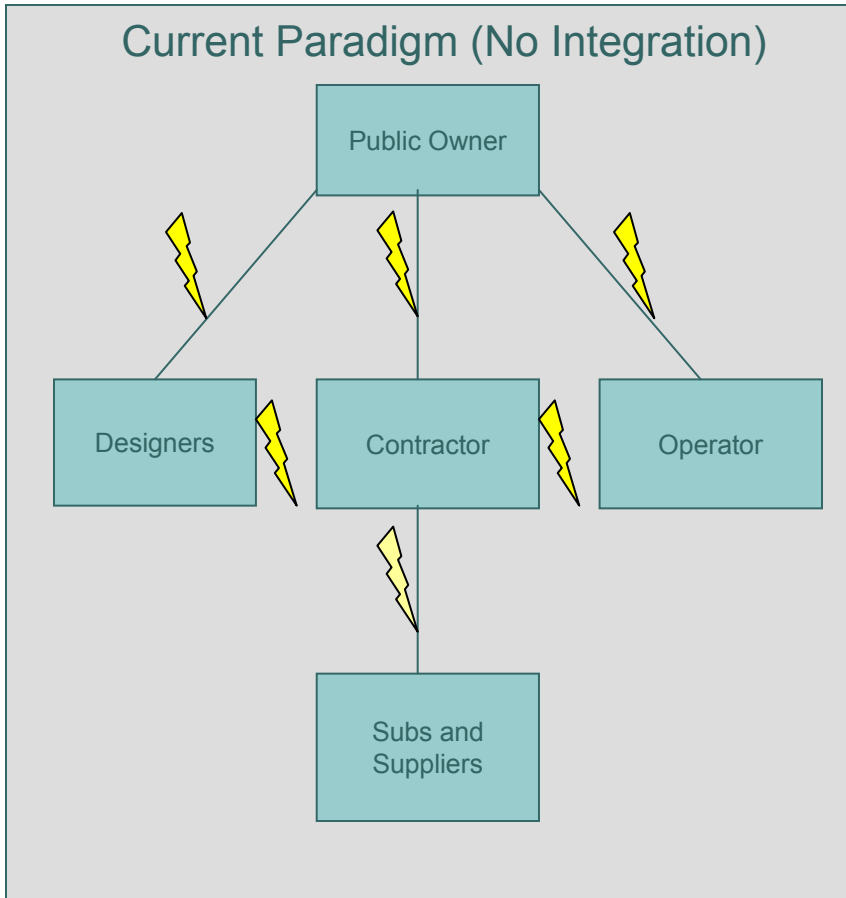 Current Paradigm (No Integration)
Public Owner
Designers
Contractor
Operator
Subs and
Suppliers